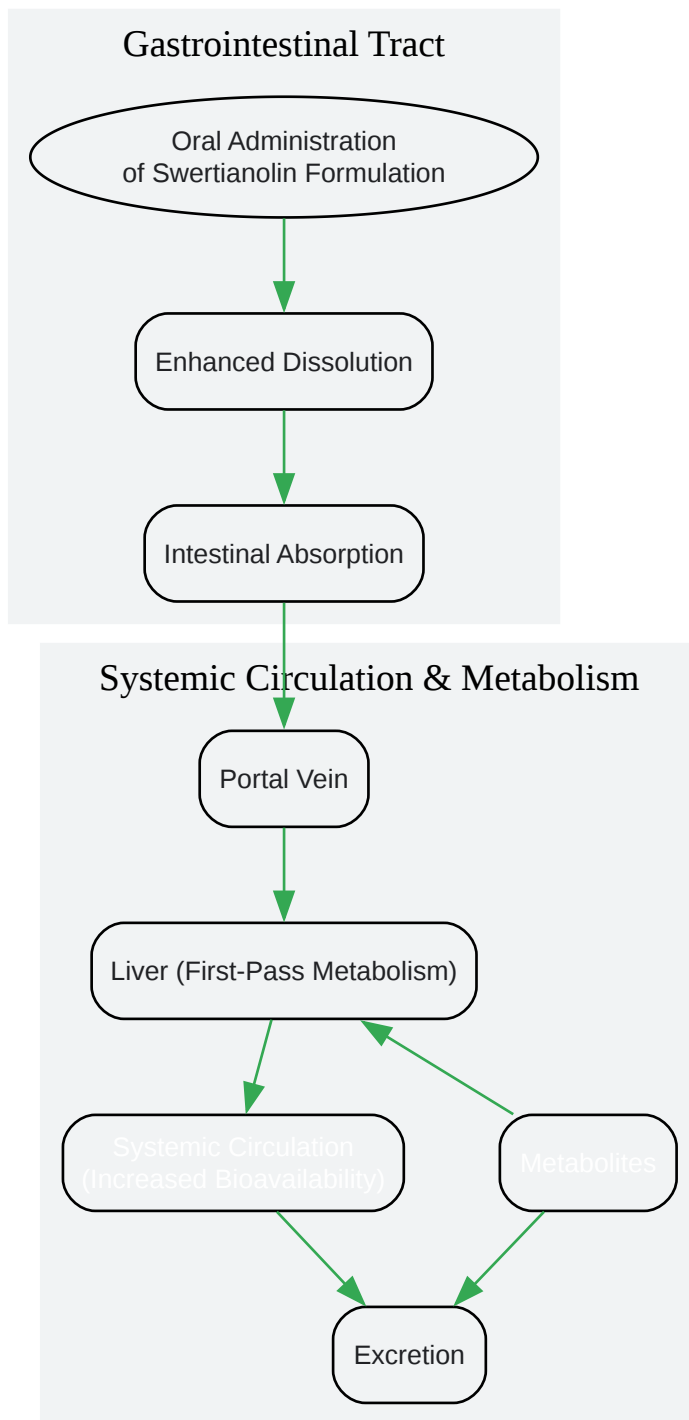 Gastrointestinal Tract
Oral Administration
of Swertianolin Formulation
Enhanced Dissolution
Intestinal Absorption
Systemic Circulation & Metabolism
Portal Vein
Liver (First-Pass Metabolism)
Systemic Circulation
(Increased Bioavailability)
Metabolites
Excretion